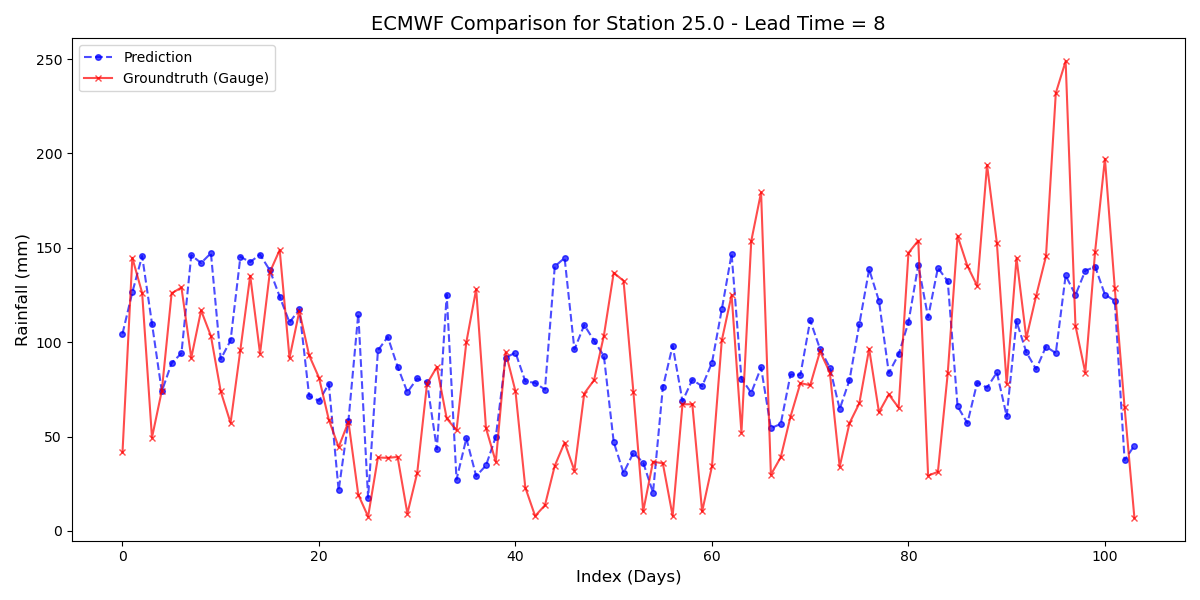 ECMWF Comparison for Station 25.0 - Lead Time = 8
Prediction
Groundtruth (Gauge)
Rainfall (mm)
250
200
150
100
50
0
0 20 40 60 80 100
Index (Days)